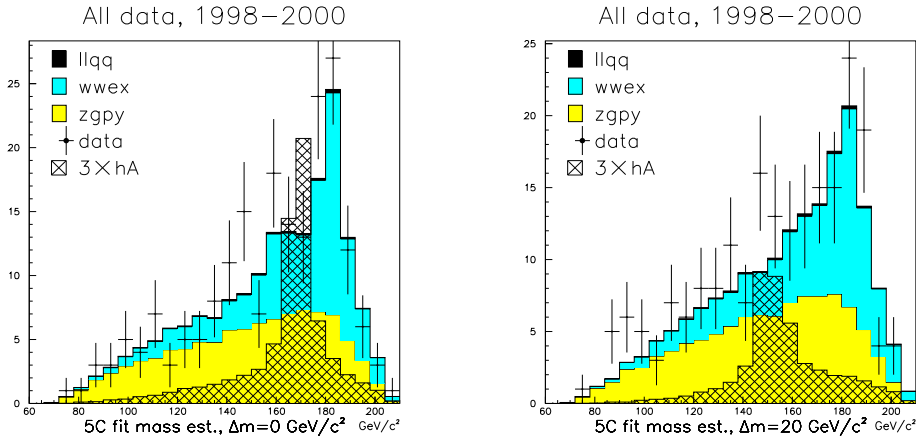 All data, 1998-2000
25
20
15
10
5
0
llqq
wwex
zgpy
data
3×hA
60 80 100 120 140 160 180 200
5C fit mass est., Δm=0 GeV/c² GeV/c²
All data, 1998-2000
25
20
15
10
5
0
llqq
wwex
zgpy
data
3×hA
60 80 100 120 140 160 180 200
5C fit mass est., Δm=20 GeV/c² GeV/c²